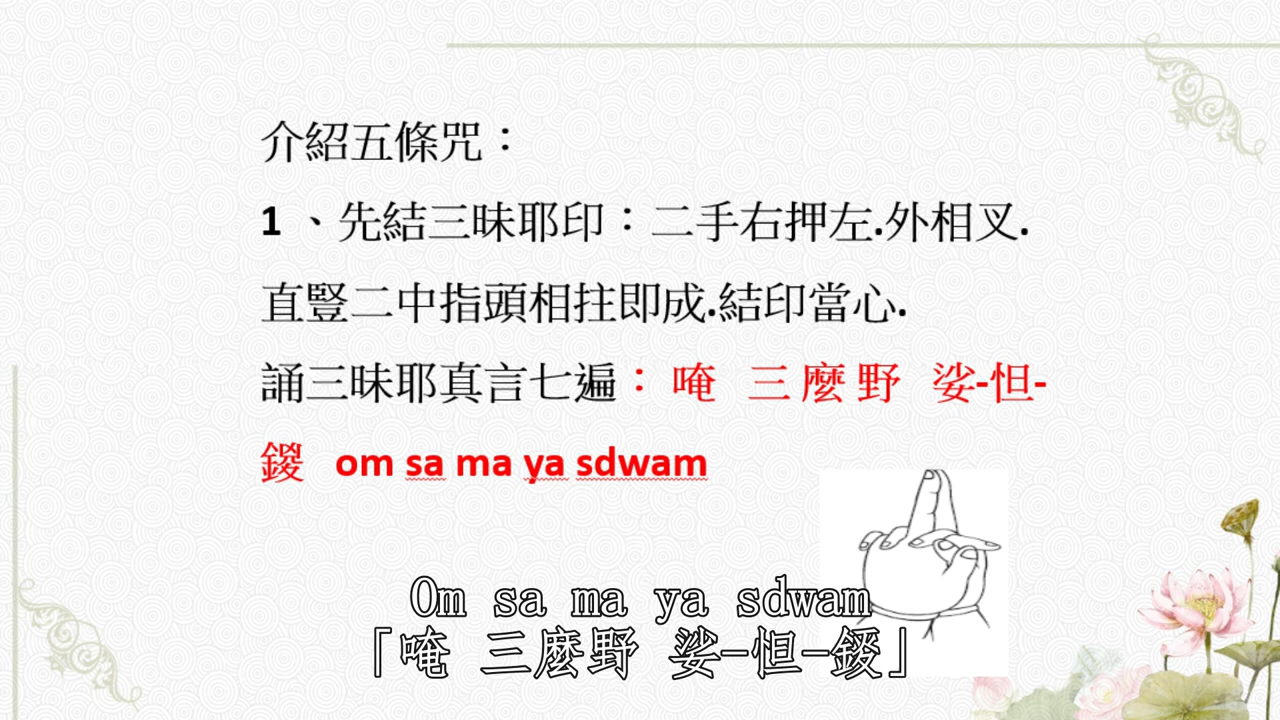 介紹五條咒：
1 、先結三昧耶印：二手右押左.外相叉.
直豎二中指頭相拄即成.結印當心.
誦三昧耶真言七遍：唵 三麼野 娑-怛-
鑁 om sa ma ya sdwam
Om sa ma ya sdwam
「唵 三麼野 娑-怛-鑁」